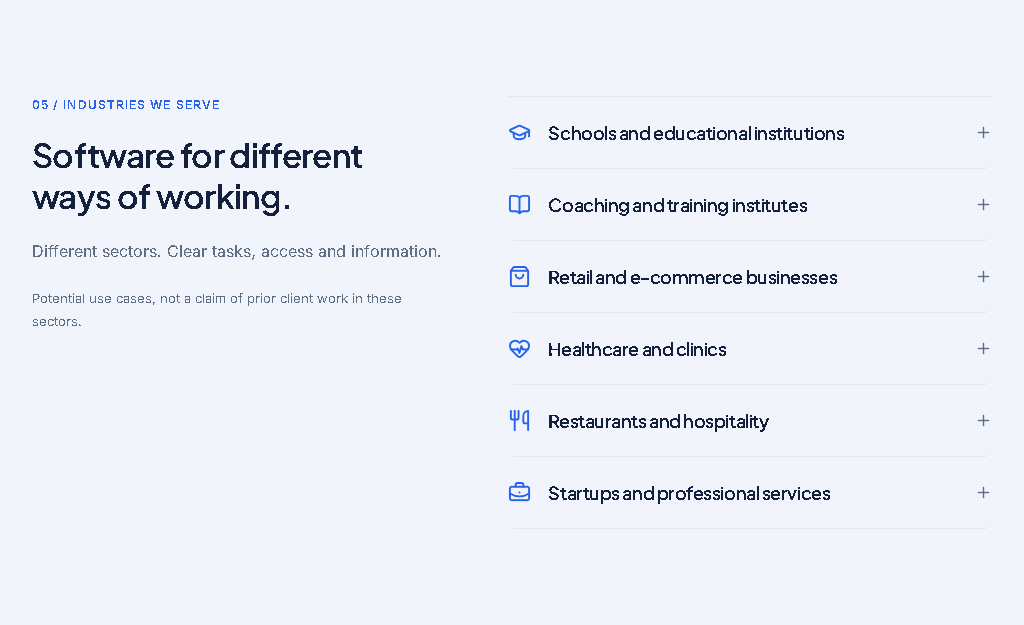 05 / INDUSTRIES WE SERVE
Software for different
ways of working.
Different sectors. Clear tasks, access and information.
Potential use cases, not a claim of prior client work in these
sectors.
Schools and educational institutions
Coaching and training institutes
Retail and e-commerce businesses
Healthcare and clinics
Restaurants and hospitality
Startups and professional services